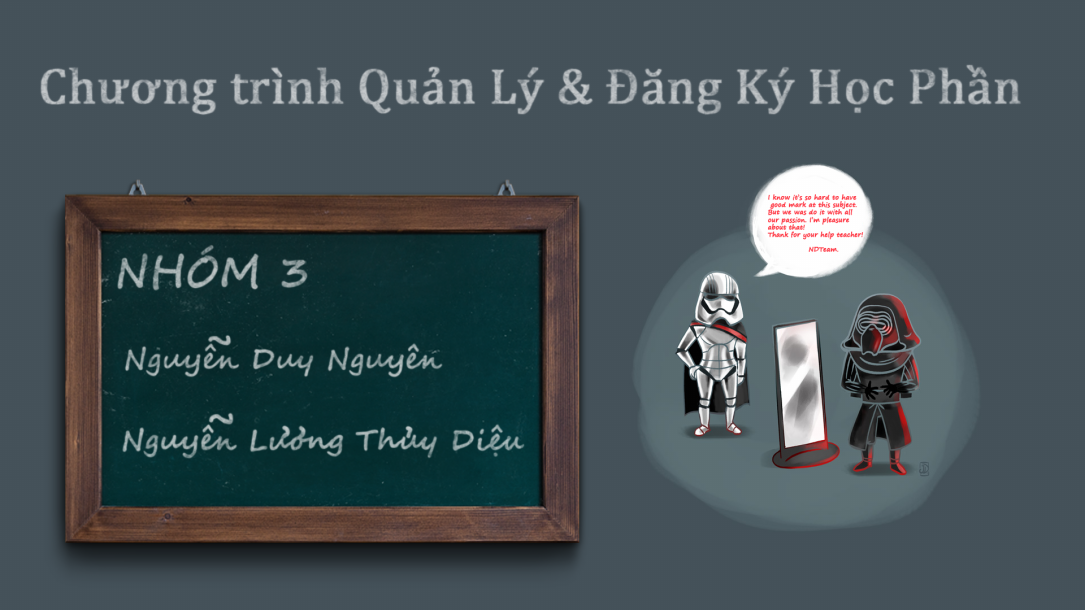 Chương trình Quản Lý & Đăng Ký Học Phần
NHÓM 3
Nguyễn Duy Nguyên
Nguyễn Lương Thùy Diệu
I know it's so hard to have
good mark at this subject.
But we was do it with all
our passion. I'm pleasure
about that!
Thank for your help teacher!
NDTeam.